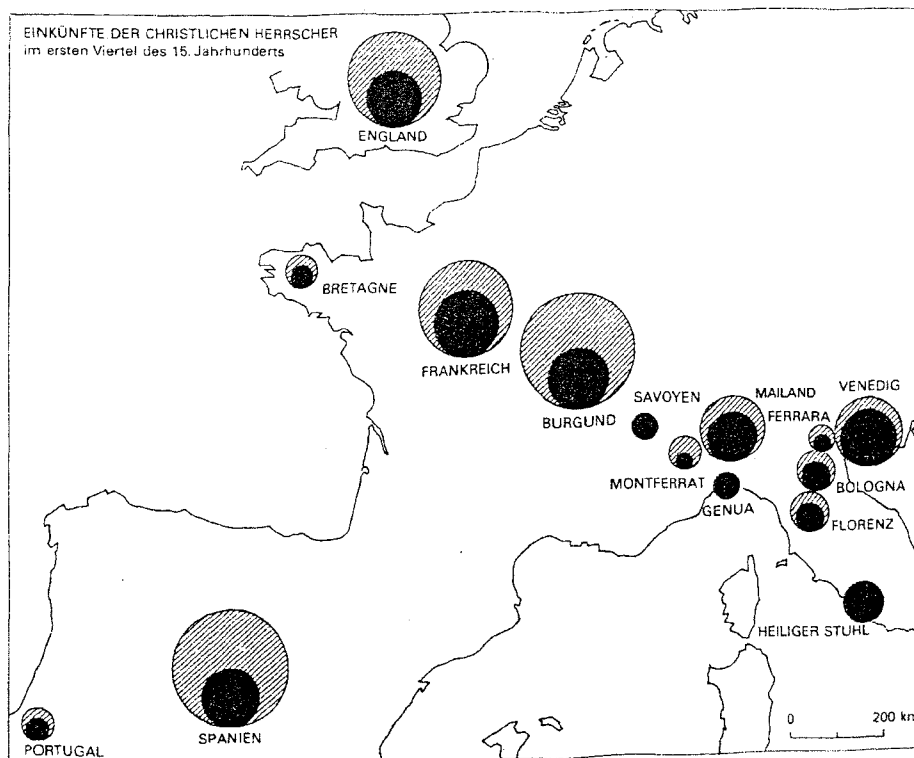 EINKÜNFTE DER CHRISTLICHEN HERRSCHER
im ersten Viertel des 15. Jahrhunderts
ENGLAND
BRETAGNE
FRANKREICH
BURGUND
SAVOYEN
MAILAND
VENEDIG
FERRARA
MONTFERRAT
BOLOGNA
GENUA
FLORENZ
HEILIGER STUHL
SPANIEN
PORTUGAL
0 200 km